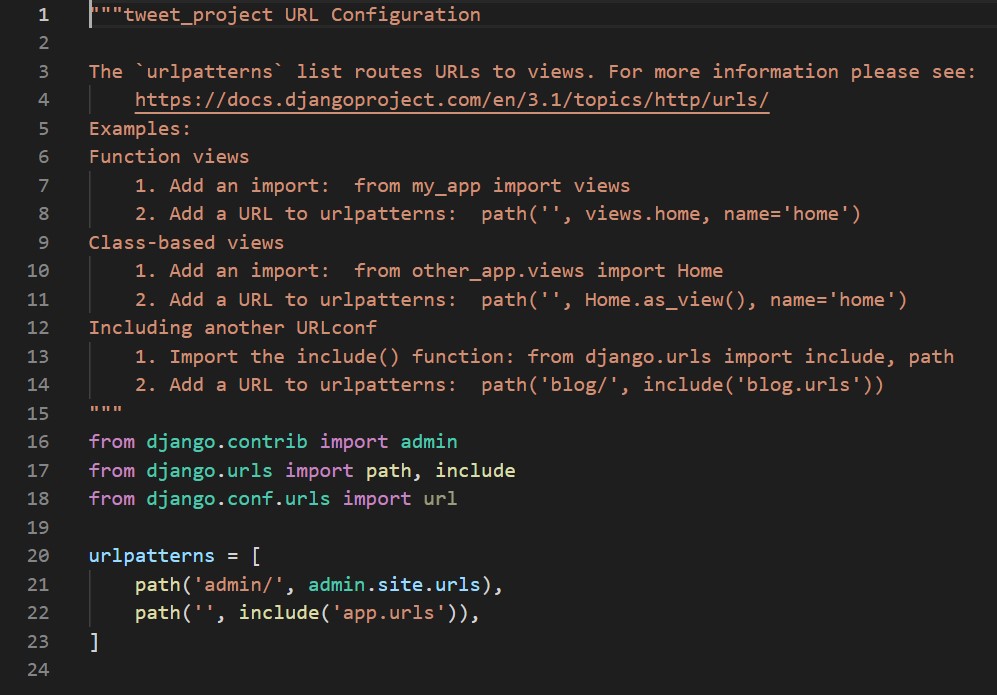 1 """tweet_project URL Configuration
2
3 The `urlpatterns` list routes URLs to views. For more information please see:
4     https://docs.djangoproject.com/en/3.1/topics/http/urls/
5 Examples:
6 Function views
7     1. Add an import:  from my_app import views
8     2. Add a URL to urlpatterns:  path('', views.home, name='home')
9 Class-based views
10     1. Add an import:  from other_app.views import Home
11     2. Add a URL to urlpatterns:  path('', Home.as_view(), name='home')
12 Including another URLconf
13     1. Import the include() function: from django.urls import include, path
14     2. Add a URL to urlpatterns:  path('blog/', include('blog.urls'))
15 """
16 from django.contrib import admin
17 from django.urls import path, include
18 from django.conf.urls import url
19
20 urlpatterns = [
21     path('admin/', admin.site.urls),
22     path('', include('app.urls')),
23 ]
24